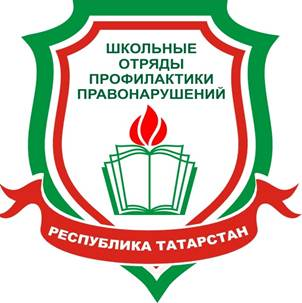 ШКОЛЬНЫЕ
ОТРЯДЫ
ПРОФИЛАКТИКИ
ПРАВОНАРУШЕНИЙ
РЕСПУБЛИКА ТАТАРСТАН